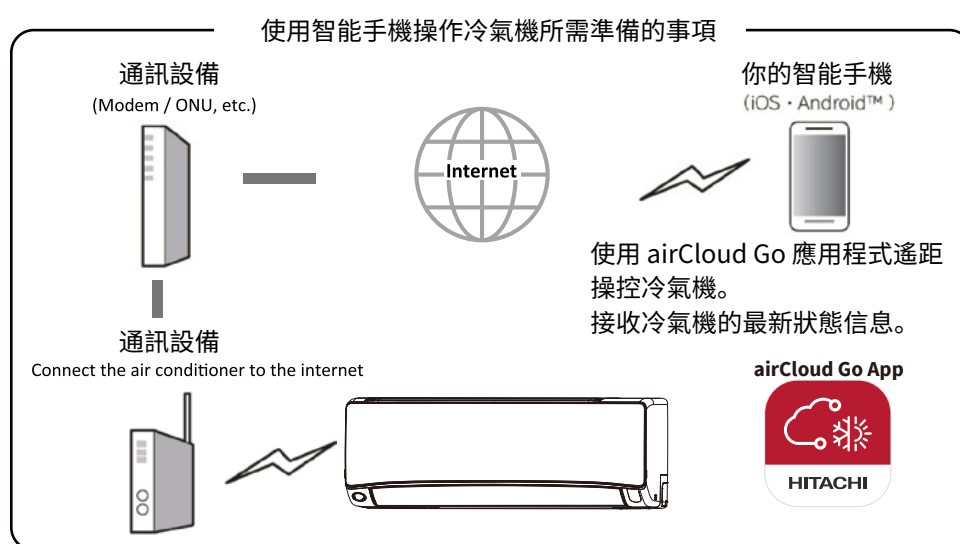 使用智能手機操作冷氣機所需準備的事項
通訊設備
(Modem / ONU, etc.)
Internet
你的智能手機
(iOS・Android™)
使用 airCloud Go 應用程式遙距
操控冷氣機。
接收冷氣機的最新狀態信息。
通訊設備
Connect the air conditioner to the internet
airCloud Go App
HITACHI